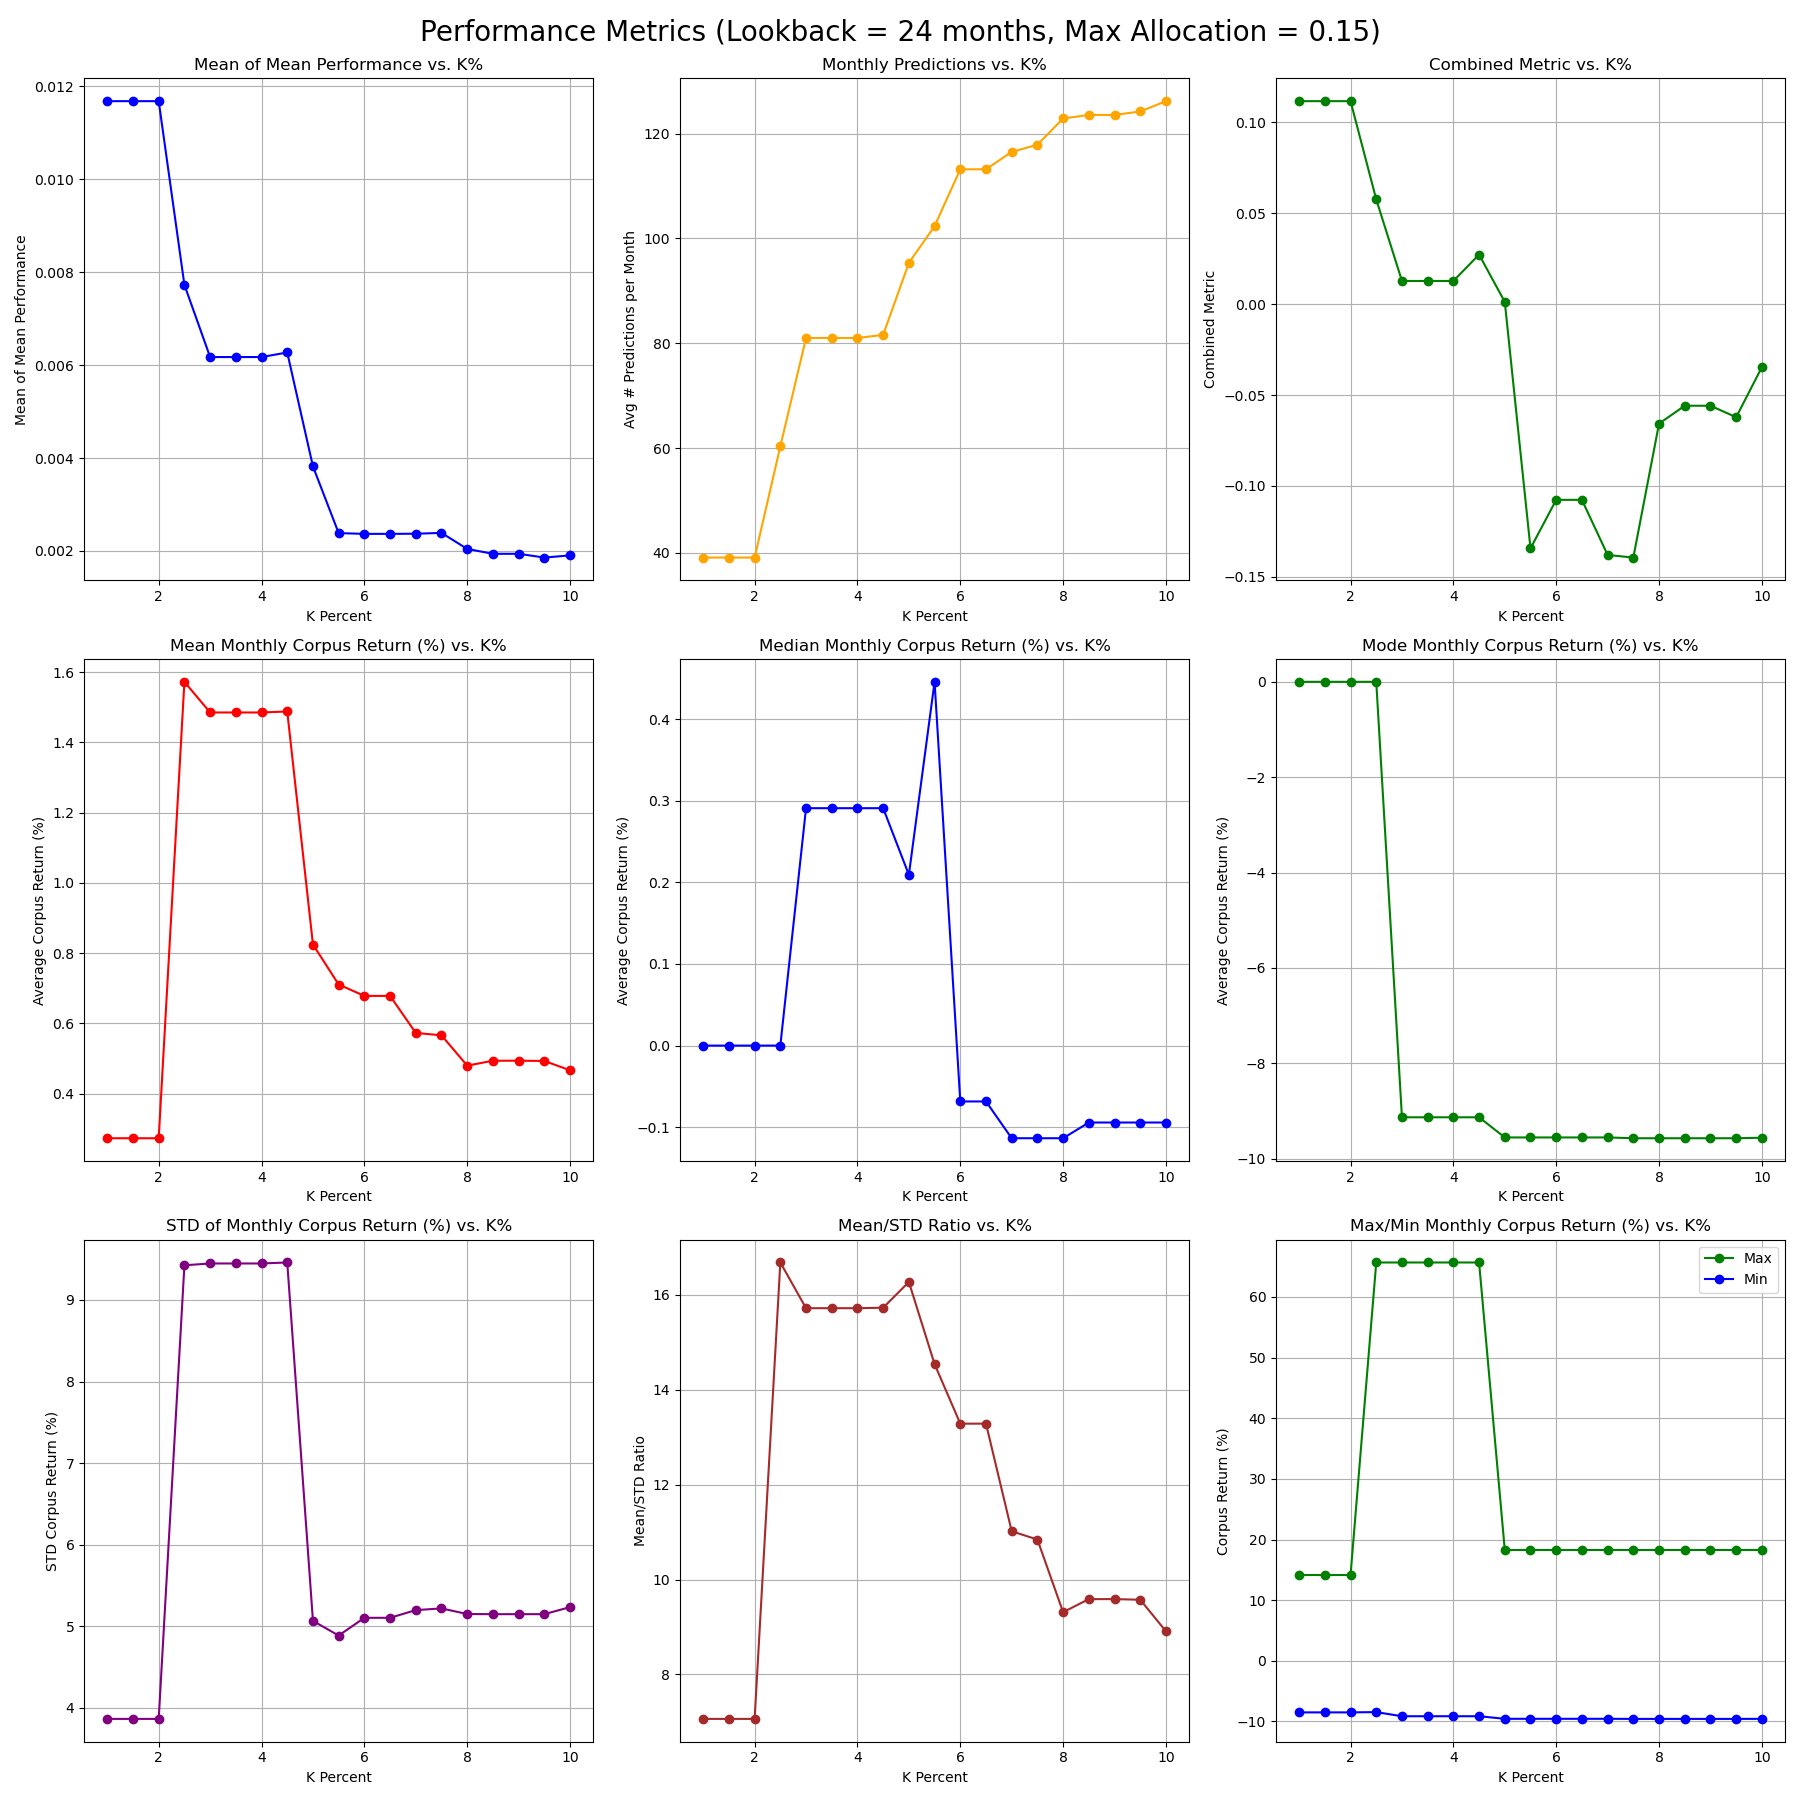 Performance Metrics (Lookback = 24 months, Max Allocation = 0.15)
Mean of Mean Performance vs. K%
Mean of Mean Performance
0.012
0.010
0.008
0.006
0.004
0.002
2 4 6 8 10
K Percent
Monthly Predictions vs. K%
Avg # Predictions per Month
120
100
80
60
40
2 4 6 8 10
K Percent
Combined Metric vs. K%
Combined Metric
0.10
0.05
0.00
−0.05
−0.10
−0.15
2 4 6 8 10
K Percent
Mean Monthly Corpus Return (%) vs. K%
Average Corpus Return (%)
1.6
1.4
1.2
1.0
0.8
0.6
0.4
2 4 6 8 10
K Percent
Median Monthly Corpus Return (%) vs. K%
Average Corpus Return (%)
0.4
0.3
0.2
0.1
0.0
−0.1
2 4 6 8 10
K Percent
Mode Monthly Corpus Return (%) vs. K%
Average Corpus Return (%)
0
−2
−4
−6
−8
−10
2 4 6 8 10
K Percent
STD of Monthly Corpus Return (%) vs. K%
STD Corpus Return (%)
9
8
7
6
5
4
2 4 6 8 10
K Percent
Mean/STD Ratio vs. K%
Mean/STD Ratio
16
14
12
10
8
2 4 6 8 10
K Percent
Max/Min Monthly Corpus Return (%) vs. K%
Corpus Return (%)
Max
Min
60
50
40
30
20
10
0
−10
2 4 6 8 10
K Percent